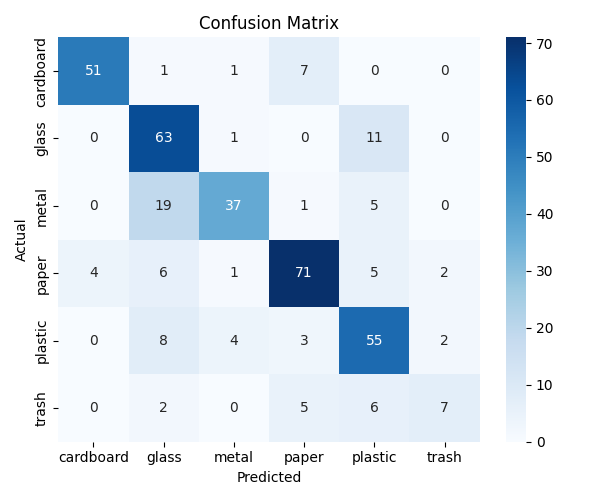 Confusion Matrix
Actual
cardboard 51 1 1 7 0 0
glass 0 63 1 0 11 0
metal 0 19 37 1 5 0
paper 4 6 1 71 5 2
plastic 0 8 4 3 55 2
trash 0 2 0 5 6 7
cardboard glass metal paper plastic trash
Predicted
70
60
50
40
30
20
10
0